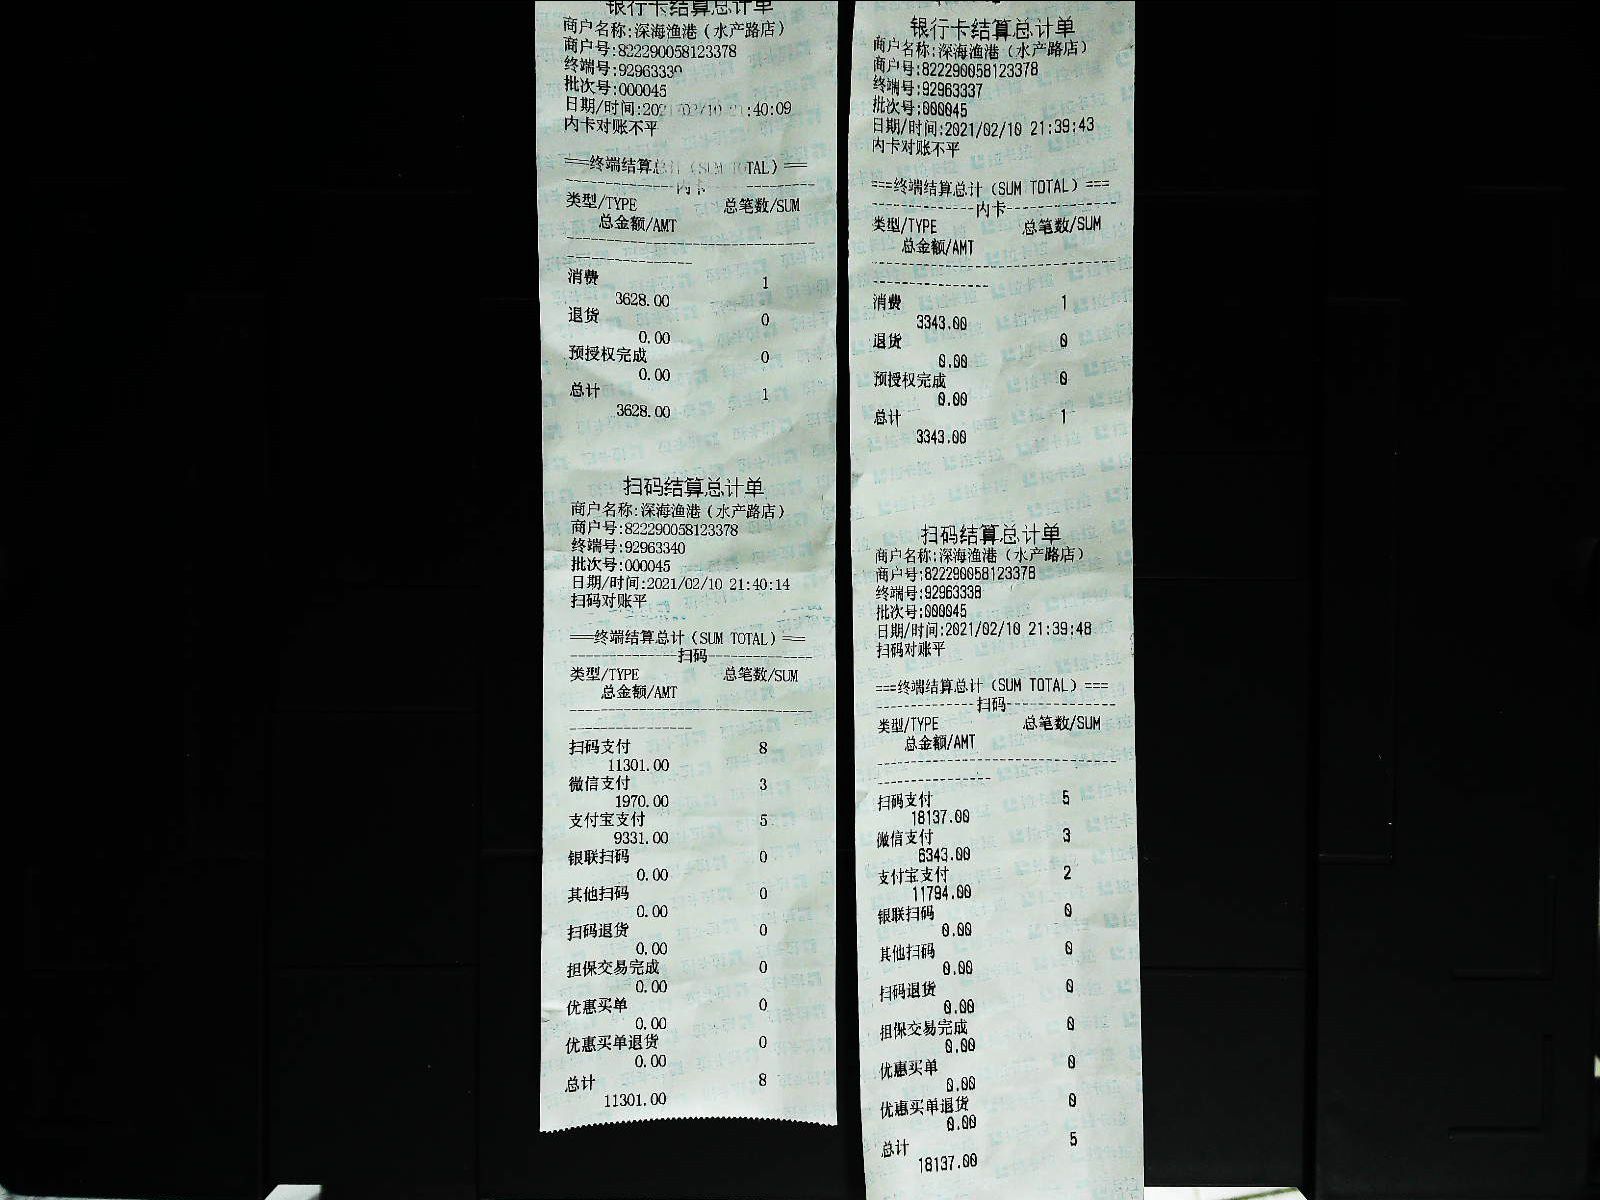 银行卡结算总计单
商户名称:深海渔港（水产路店）
商户号:822290058123378
终端号:92963339
批次号:000045
日期/时间:2021/02/10 21:40:09
内卡对账不平
===终端结算总计（SUM TOTAL）===
内卡
类型/TYPE 总笔数/SUM
总金额/AMT
消费 1
3628.00
退货 0
0.00
预授权完成 0
0.00
总计 1
3628.00
扫码结算总计单
商户名称:深海渔港（水产路店）
商户号:822290058123378
终端号:92963340
批次号:000045
日期/时间:2021/02/10 21:40:14
扫码对账平
===终端结算总计（SUM TOTAL）===
扫码
类型/TYPE 总笔数/SUM
总金额/AMT
扫码支付 8
11301.00
微信支付 3
1970.00
支付宝支付 5
9331.00
银联扫码 0
0.00
其他扫码 0
0.00
扫码退货 0
0.00
担保交易完成 0
0.00
优惠买单 0
0.00
优惠买单退货 0
0.00
总计 8
11301.00
银行卡结算总计单
商户名称:深海渔港（水产路店）
商户号:822290058123378
终端号:92963337
批次号:000045
日期/时间:2021/02/10 21:39:43
内卡对账不平
===终端结算总计（SUM TOTAL）===
内卡
类型/TYPE 总笔数/SUM
总金额/AMT
消费 1
3343.00
退货 0
0.00
预授权完成 0
0.00
总计 1
3343.00
扫码结算总计单
商户名称:深海渔港（水产路店）
商户号:822290058123378
终端号:92963338
批次号:000045
日期/时间:2021/02/10 21:39:48
扫码对账平
===终端结算总计（SUM TOTAL）===
扫码
类型/TYPE 总笔数/SUM
总金额/AMT
扫码支付 5
18137.00
微信支付 3
6343.00
支付宝支付 2
11794.00
银联扫码 0
0.00
其他扫码 0
0.00
扫码退货 0
0.00
担保交易完成 0
0.00
优惠买单 0
0.00
优惠买单退货 0
0.00
总计 5
18137.00